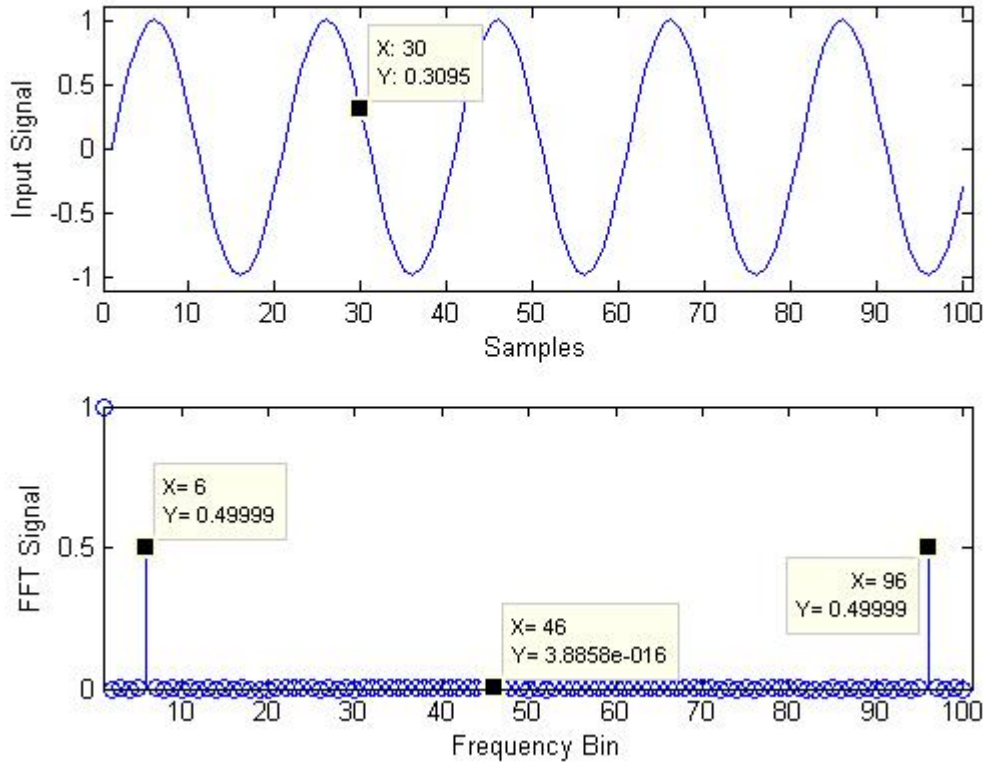 1
0.5
0
-0.5
-1
Input Signal
X: 30
Y: 0.3095
0 10 20 30 40 50 60 70 80 90 100
Samples
1
0.5
0
FFT Signal
X= 6
Y= 0.49999
X= 46
Y= 3.8858e-016
X= 96
Y= 0.49999
10 20 30 40 50 60 70 80 90 100
Frequency Bin